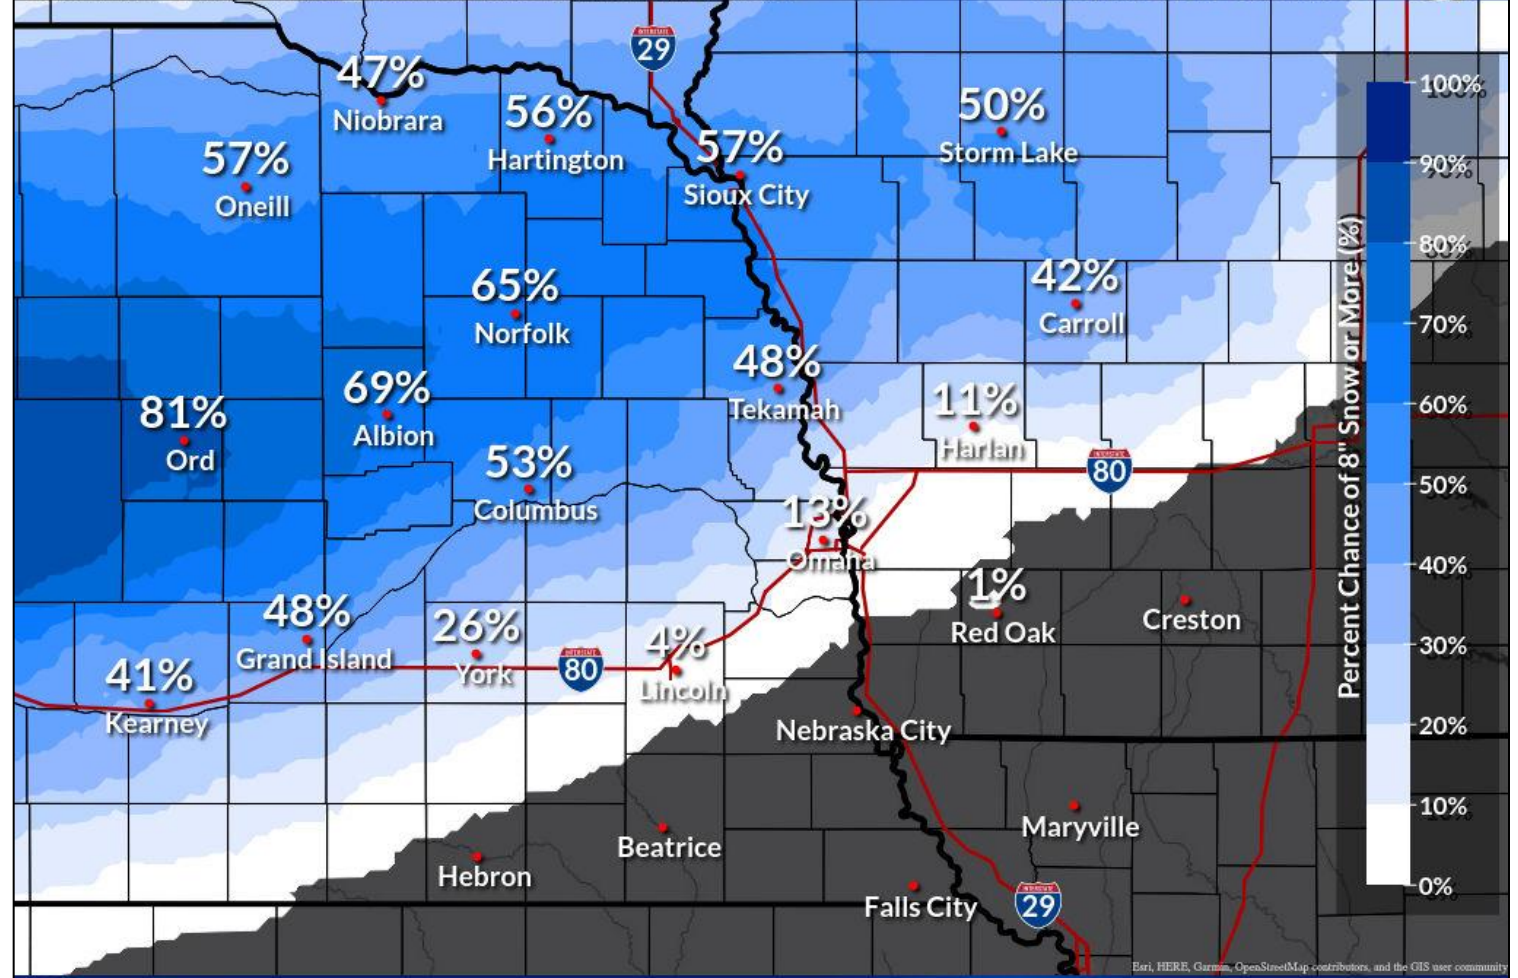 INTERSTATE
29
47%
Niobrara
56%
Hartington
50%
Storm Lake
57%
Oneill
57%
Sioux City
65%
Norfolk
42%
Carroll
48%
Tekamah
69%
Albion
81%
Ord
11%
Harlan
53%
Columbus
INTERSTATE
80
13%
Omaha
1%
Red Oak
Creston
48%
Grand Island
26%
York
INTERSTATE
80
4%
Lincoln
41%
Kearney
Nebraska City
Maryville
Beatrice
Hebron
Falls City
INTERSTATE
29
Percent Chance of 8" Snow or More (%)
100%
90%
80%
70%
60%
50%
40%
30%
20%
10%
0%
Esri, HERE, Garmin, OpenStreetMap contributors, and the GIS user community